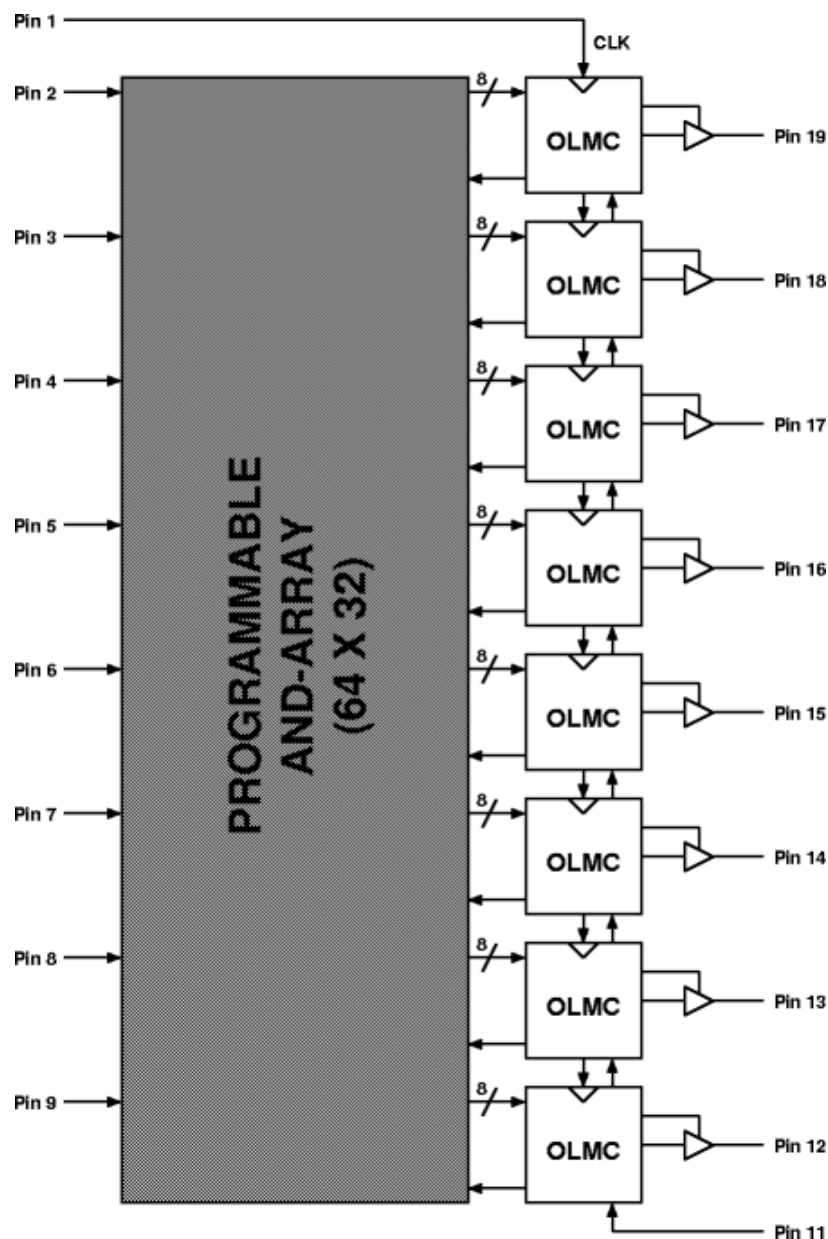 Pin 1
CLK
Pin 2
8
OLMC
Pin 19
Pin 3
8
OLMC
Pin 18
Pin 4
8
OLMC
Pin 17
PROGRAMMABLE
AND-ARRAY
(64 X 32)
Pin 5
8
OLMC
Pin 16
Pin 6
8
OLMC
Pin 15
Pin 7
8
OLMC
Pin 14
Pin 8
8
OLMC
Pin 13
Pin 9
8
OLMC
Pin 12
Pin 11